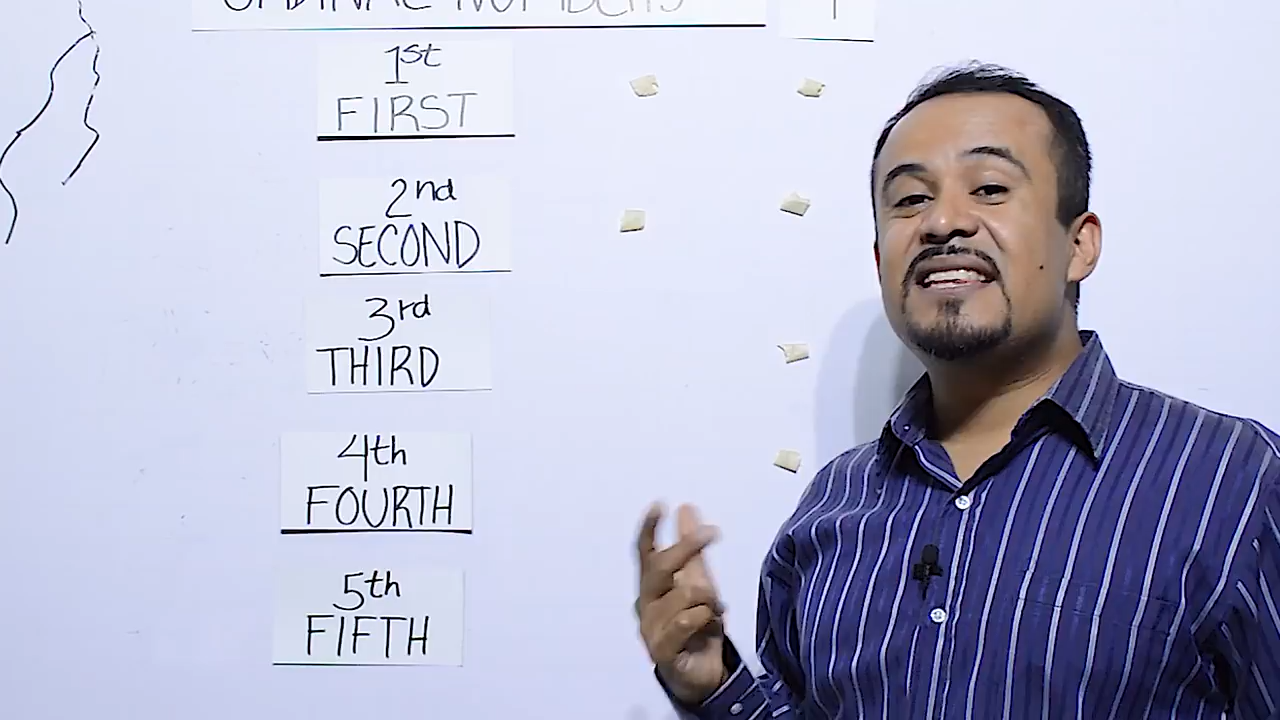 ORDINAL NUMBERS
1st
FIRST
2nd
SECOND
3rd
THIRD
4th
FOURTH
5th
FIFTH